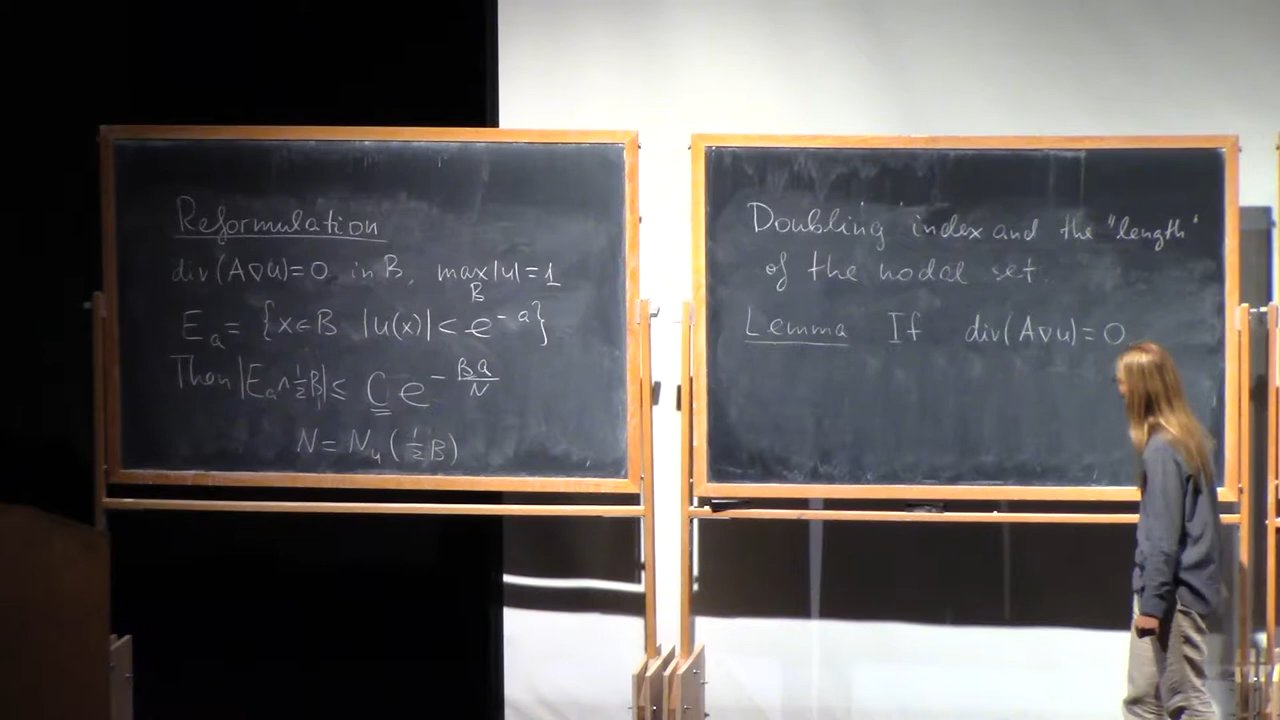 Reformulation
div(A∇u)=0 in B, max|u|=1
B
E_a = {x∈B |u(x)| < e^{-a}}
Then |E_a ∩ ½B| ≤ C e^{-βa/N}
N = N_u(½B)
Doubling index and the "length"
of the nodal set.
Lemma If div(A∇u)=0